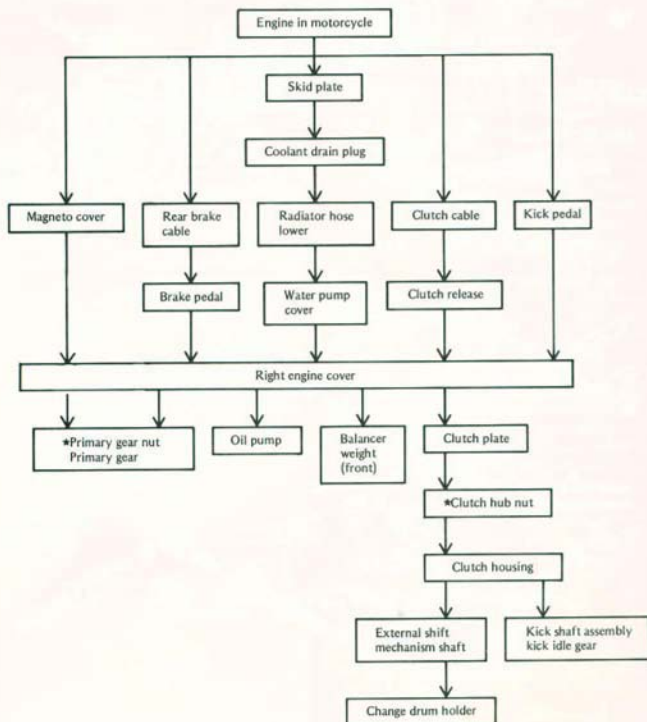 Engine in motorcycle
Skid plate
Coolant drain plug
Magneto cover
Rear brake
cable
Radiator hose
lower
Clutch cable
Kick pedal
Brake pedal
Water pump
cover
Clutch release
Right engine cover
★Primary gear nut
Primary gear
Oil pump
Balancer
weight
(front)
Clutch plate
★Clutch hub nut
Clutch housing
External shift
mechanism shaft
Kick shaft assembly
kick idle gear
Change drum holder